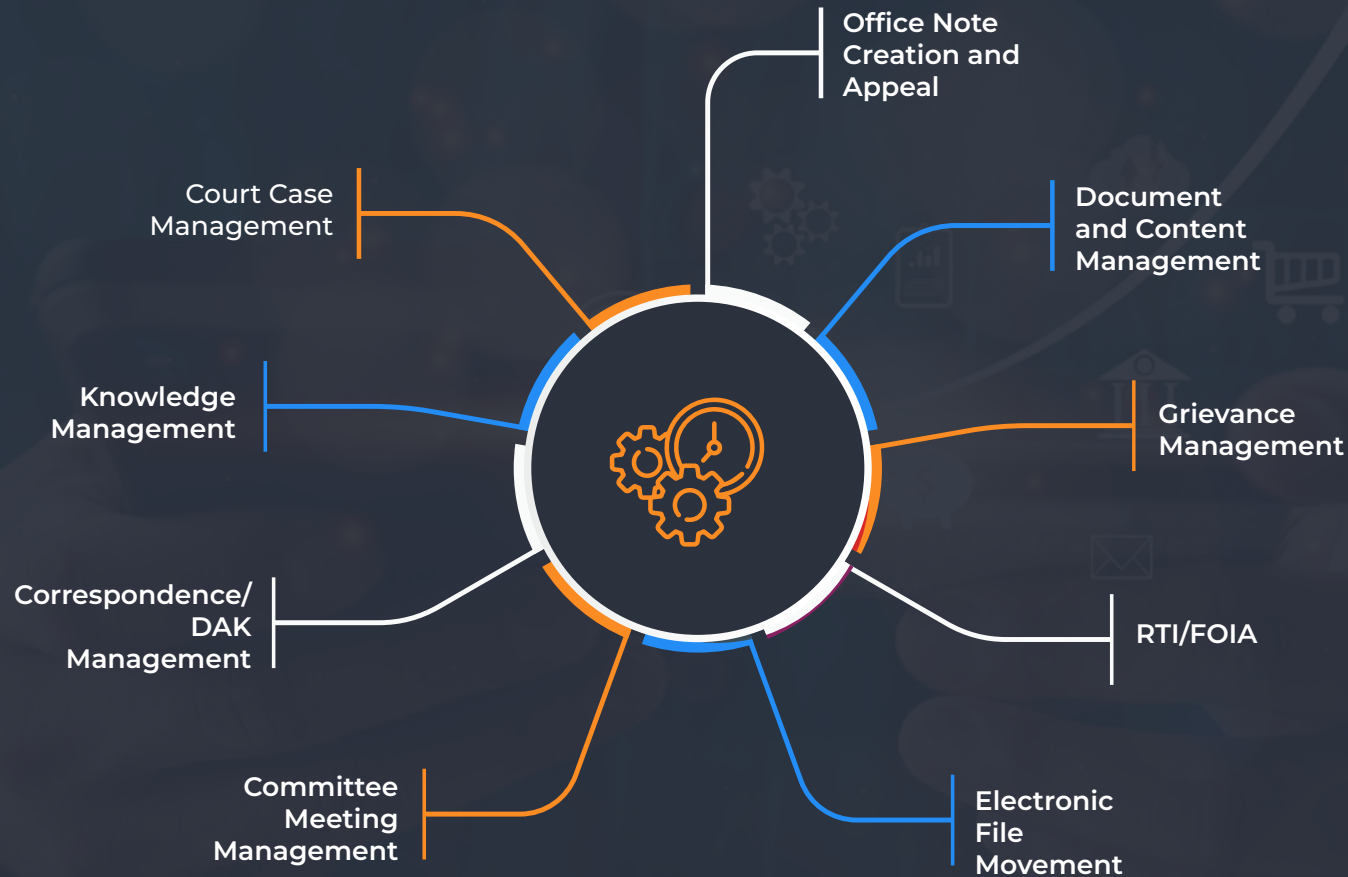 Office Note
Creation and
Appeal
Court Case
Management
Document
and Content
Management
Knowledge
Management
Grievance
Management
Correspondence/
DAK
Management
RTI/FOIA
Committee
Meeting
Management
Electronic
File
Movement